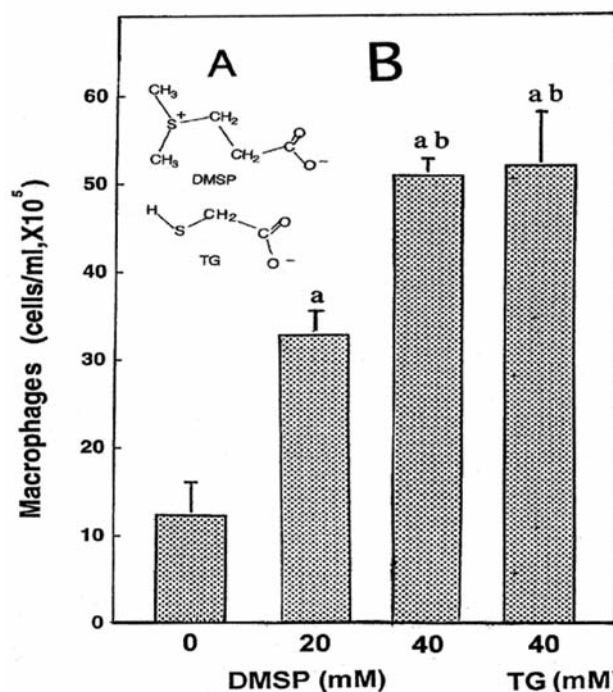 A
B
CH₃
S⁺
CH₂
CH₃
CH₂
C
O
O⁻
DMSP
H
S
CH₂
C
O
O⁻
TG
a
a b
a b
Macrophages (cells/ml,X10⁵)
60
50
40
30
20
10
0
0 20 40 40
DMSP (mM) TG (mM)